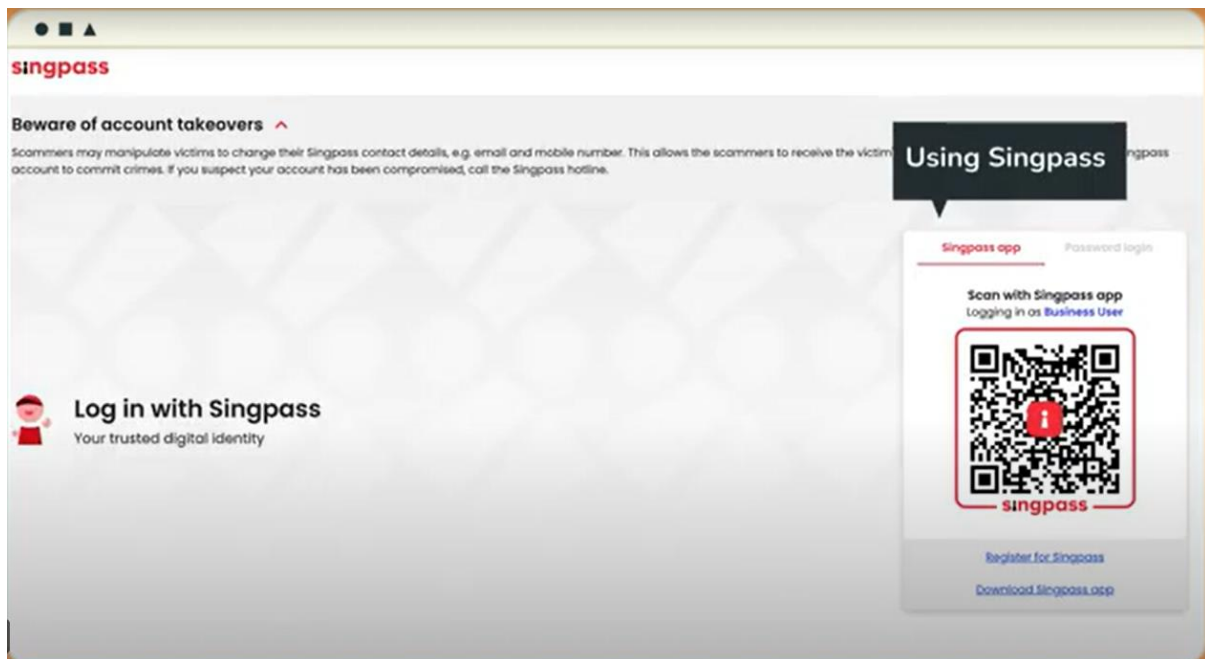 singpass
Beware of account takeovers
Scammers may manipulate victims to change their Singpass contact details, e.g. email and mobile number. This allows the scammers to receive the victim
ngpass
account to commit crimes. If you suspect your account has been compromised, call the Singpass hotline.
Using Singpass
Singpass app
Password login
Scan with Singpass app
Logging in as Business User
singpass
Log in with Singpass
Your trusted digital identity
Register for Singpass
Download Singpass app